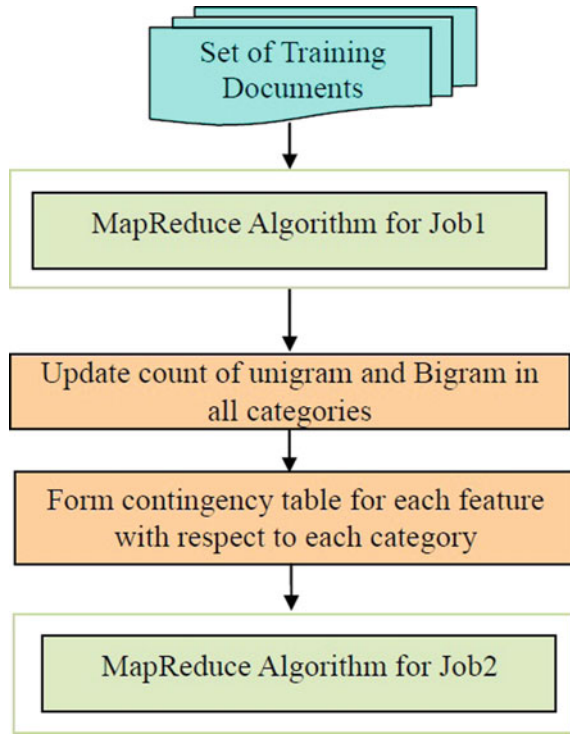 Set of Training
Documents
MapReduce Algorithm for Job1
Update count of unigram and Bigram in
all categories
Form contingency table for each feature
with respect to each category
MapReduce Algorithm for Job2